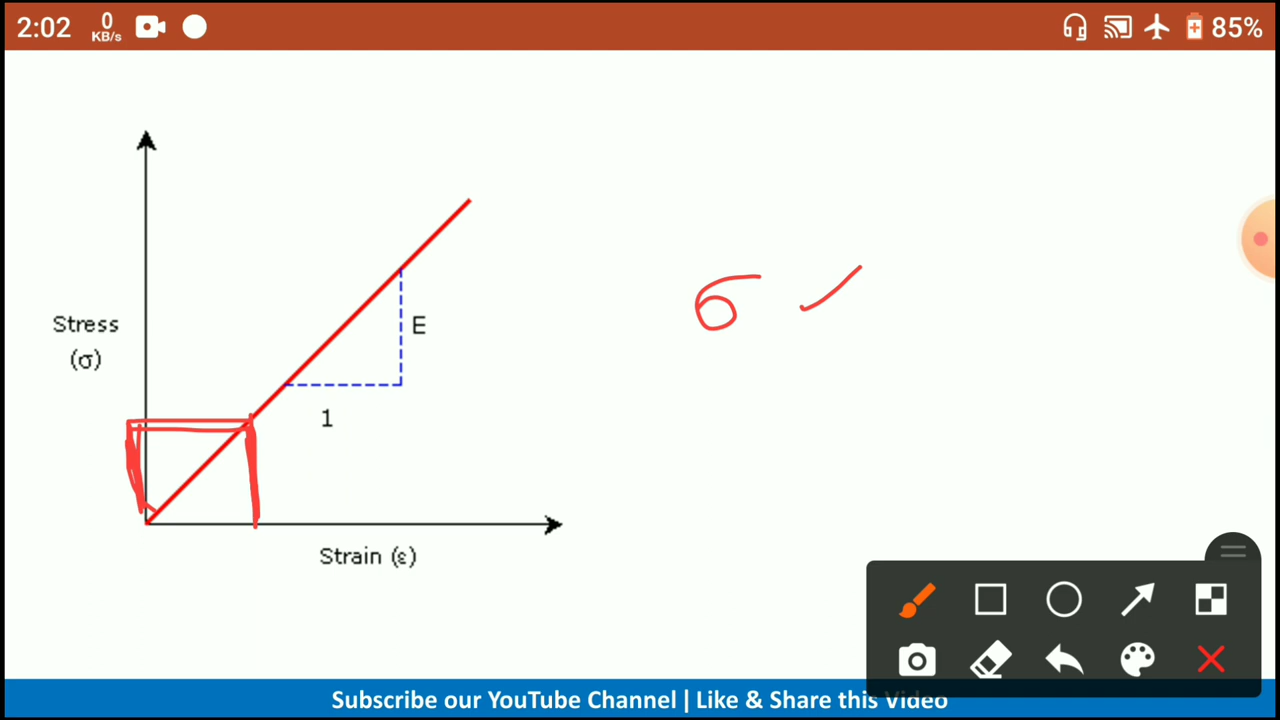 2:02 0 KB/s 85%
Stress
(σ)
E
1
Strain (ε)
σ
Subscribe our YouTube Channel | Like & Share this Video